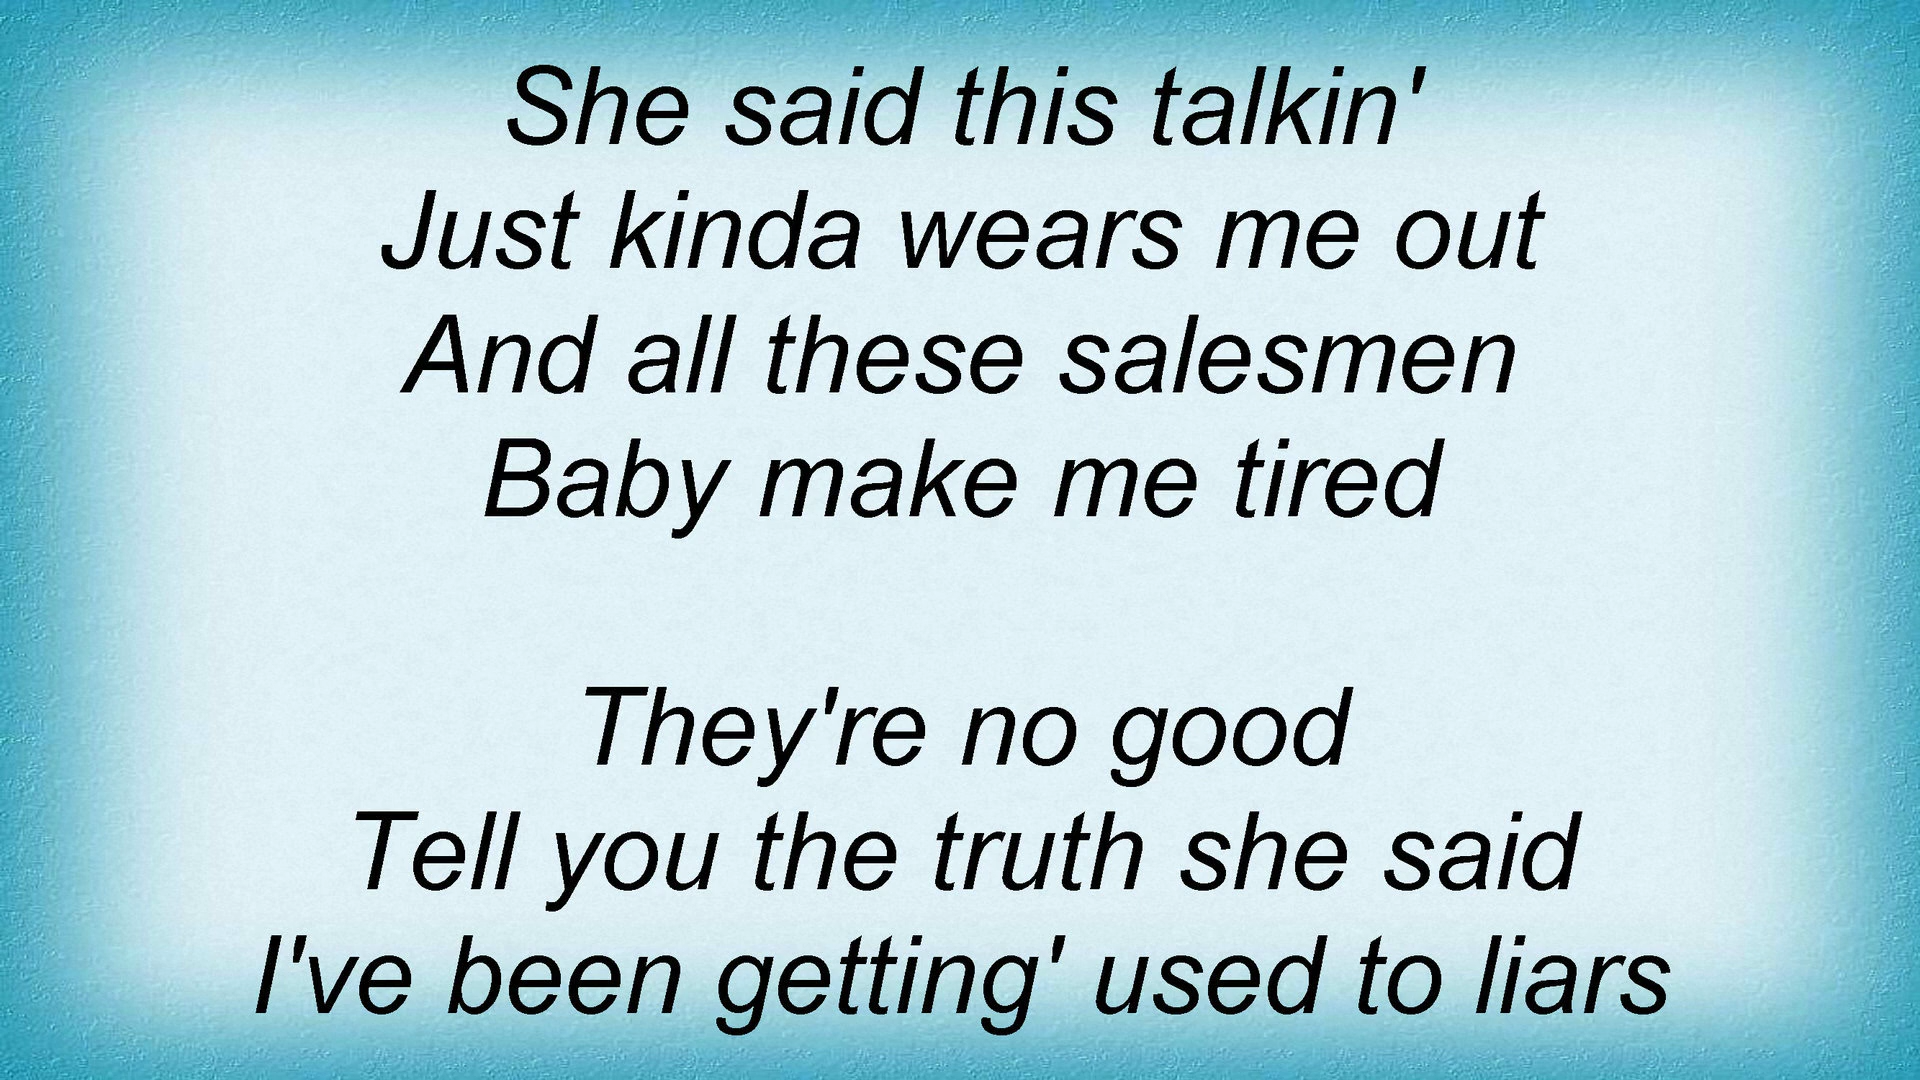 She said this talkin'
Just kinda wears me out
And all these salesmen
Baby make me tired
They're no good
Tell you the truth she said
I've been getting' used to liars